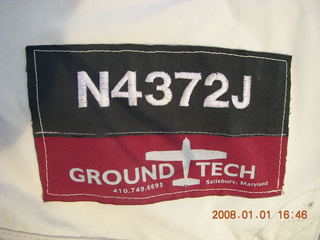 N4372J
GROUND TECH
410.749.6693 Salisbury, Maryland
2008.01.01 16:46